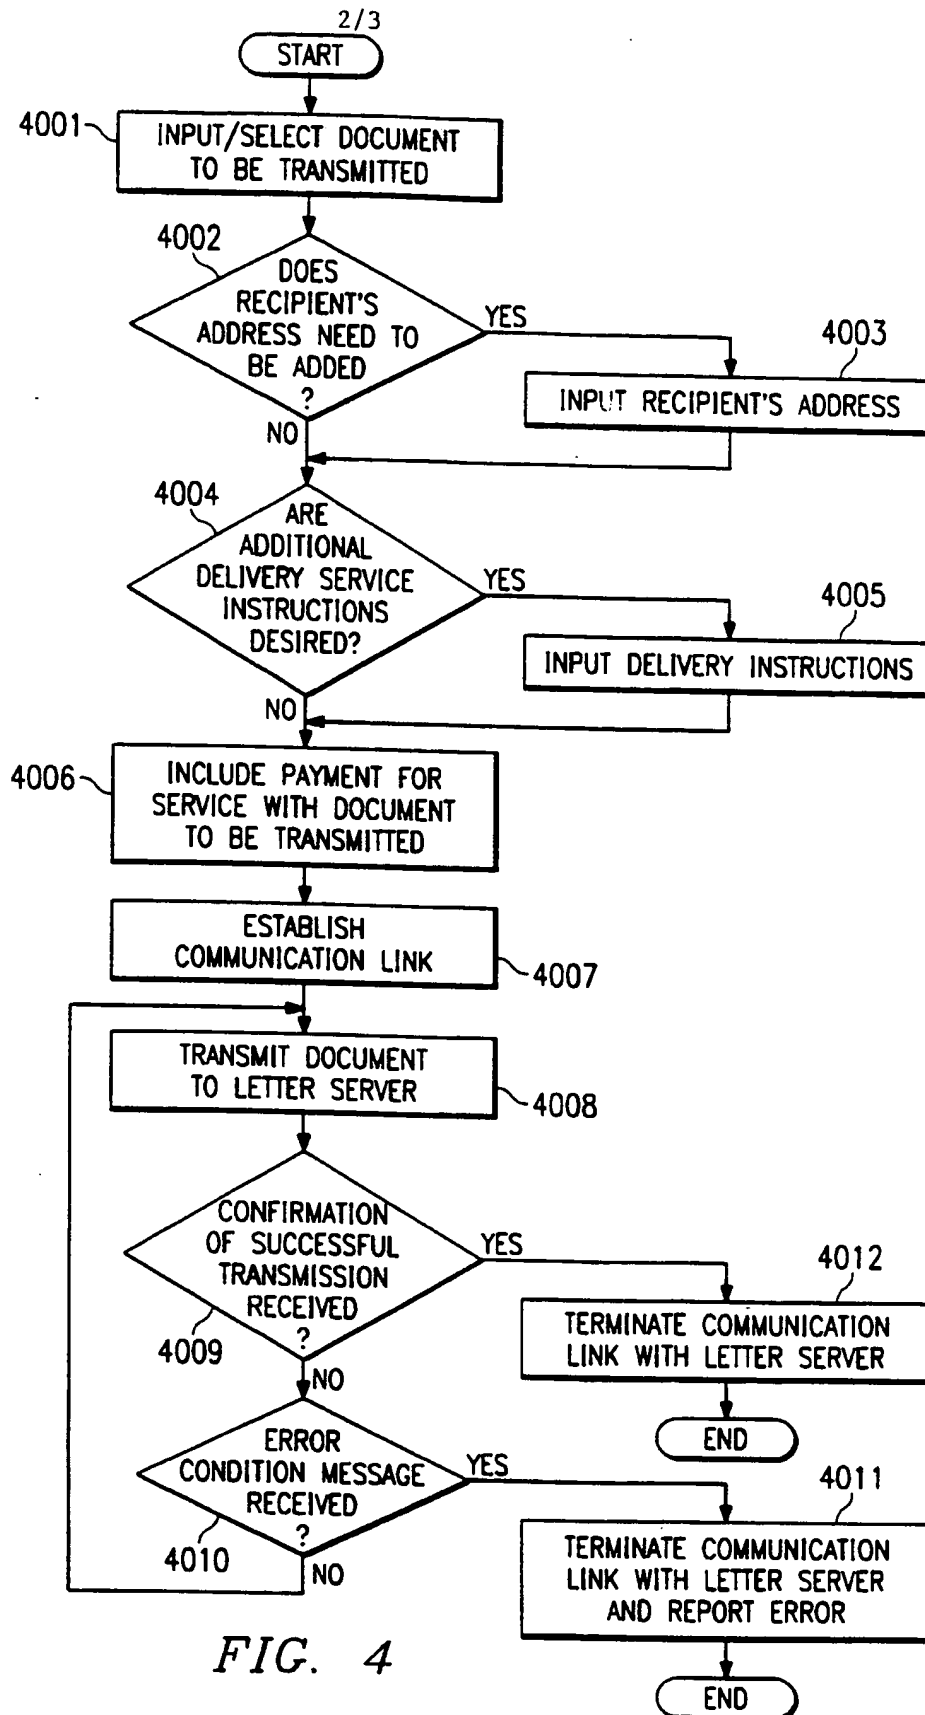 2/3
START
4001
INPUT/SELECT DOCUMENT
TO BE TRANSMITTED
4002
DOES
RECIPIENT'S
ADDRESS NEED TO
BE ADDED
?
YES
NO
4003
INPUT RECIPIENT'S ADDRESS
4004
ARE
ADDITIONAL
DELIVERY SERVICE
INSTRUCTIONS
DESIRED?
YES
NO
4005
INPUT DELIVERY INSTRUCTIONS
4006
INCLUDE PAYMENT FOR
SERVICE WITH DOCUMENT
TO BE TRANSMITTED
ESTABLISH
COMMUNICATION LINK
4007
TRANSMIT DOCUMENT
TO LETTER SERVER
4008
CONFIRMATION
OF SUCCESSFUL
TRANSMISSION
RECEIVED
?
4009
YES
NO
4012
TERMINATE COMMUNICATION
LINK WITH LETTER SERVER
END
ERROR
CONDITION MESSAGE
RECEIVED
?
4010
YES
NO
4011
TERMINATE COMMUNICATION
LINK WITH LETTER SERVER
AND REPORT ERROR
END
FIG. 4